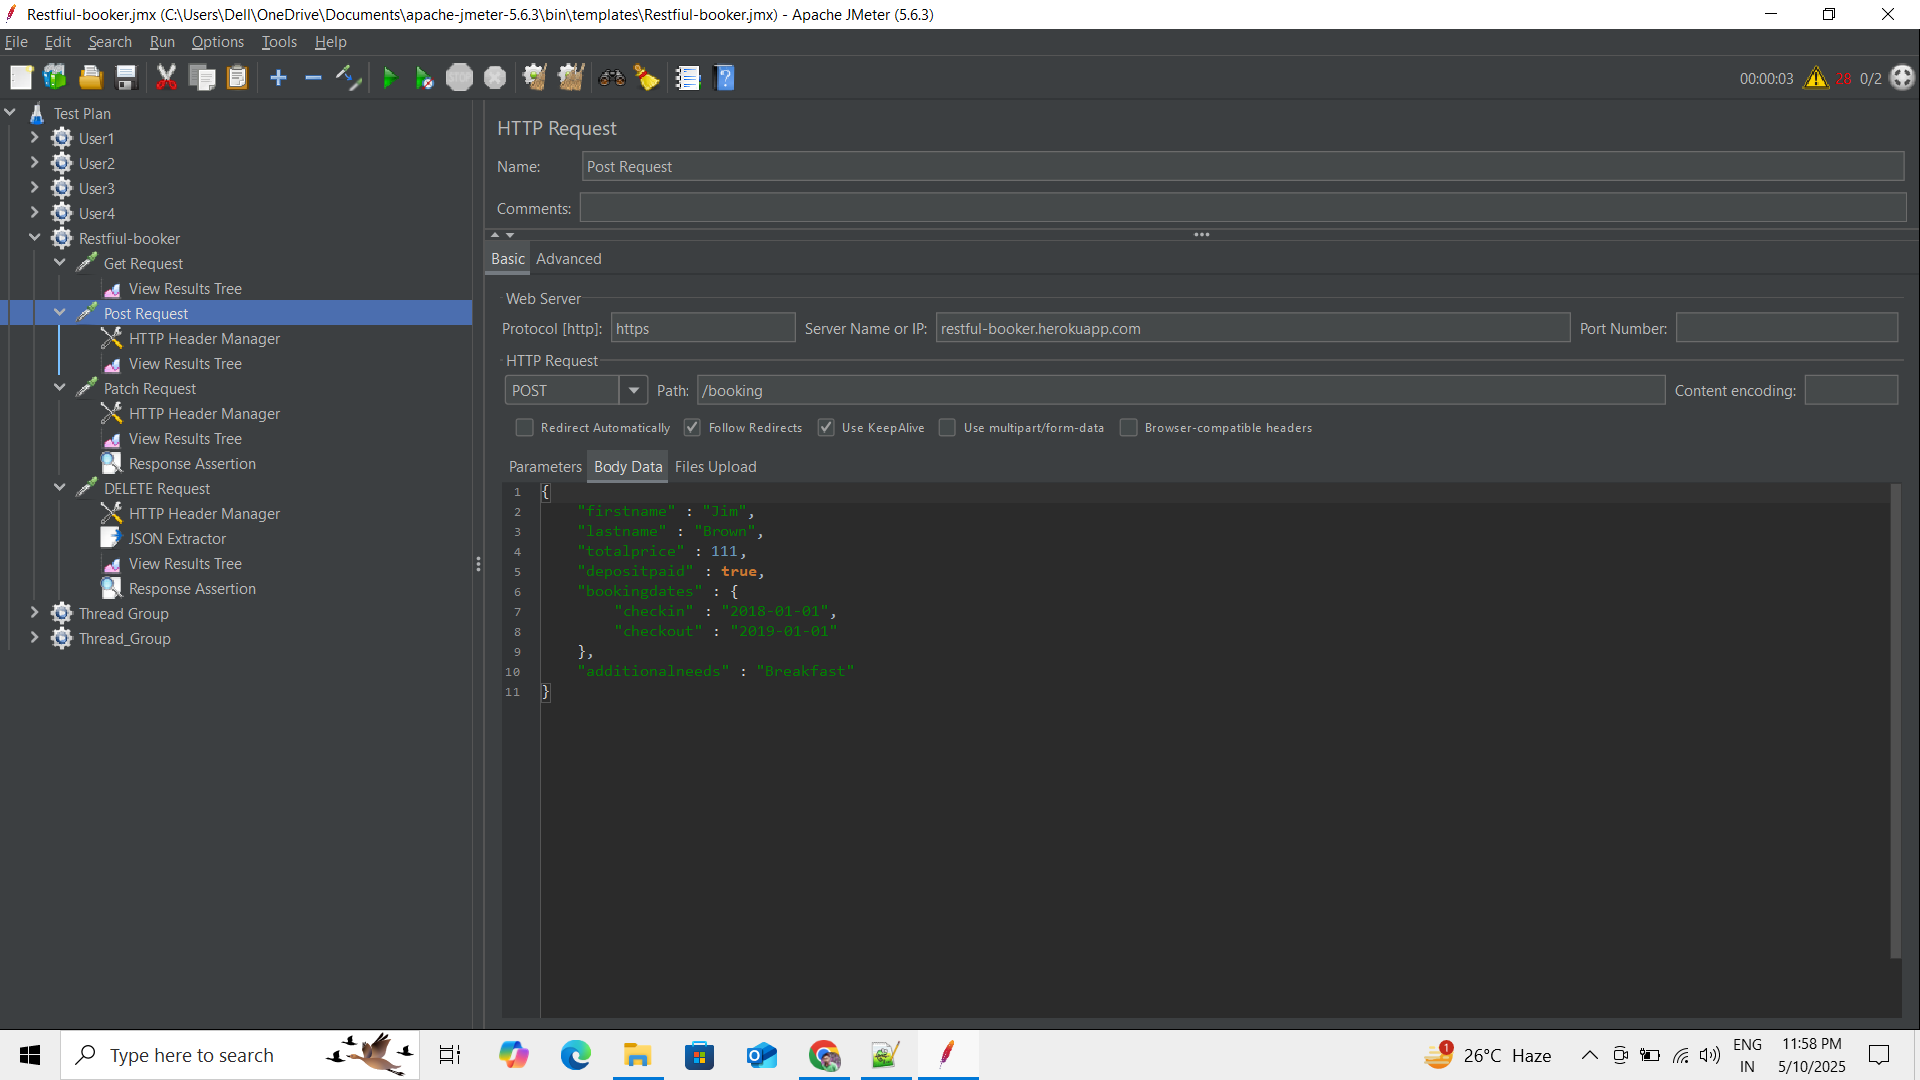 Restfiul-booker.jmx (C:\Users\Dell\OneDrive\Documents\apache-jmeter-5.6.3\bin\templates\Restfiul-booker.jmx) - Apache JMeter (5.6.3)
File Edit Search Run Options Tools Help
STOP
00:00:03 28 0/2
Test Plan
User1
User2
User3
User4
Restfiul-booker
Get Request
View Results Tree
Post Request
HTTP Header Manager
View Results Tree
Patch Request
HTTP Header Manager
View Results Tree
Response Assertion
DELETE Request
HTTP Header Manager
JSON Extractor
View Results Tree
Response Assertion
Thread Group
Thread_Group
HTTP Request
Name: Post Request
Comments:
Basic Advanced
Web Server
Protocol [http]: https Server Name or IP: restful-booker.herokuapp.com Port Number:
HTTP Request
POST Path: /booking Content encoding:
Redirect Automatically Follow Redirects Use KeepAlive Use multipart/form-data Browser-compatible headers
Parameters Body Data Files Upload
1 {
2 "firstname" : "Jim",
3 "lastname" : "Brown",
4 "totalprice" : 111,
5 "depositpaid" : true,
6 "bookingdates" : {
7 "checkin" : "2018-01-01",
8 "checkout" : "2019-01-01"
9 },
10 "additionalneeds" : "Breakfast"
11 }
Type here to search
1 26°C Haze
ENG
IN
11:58 PM
5/10/2025